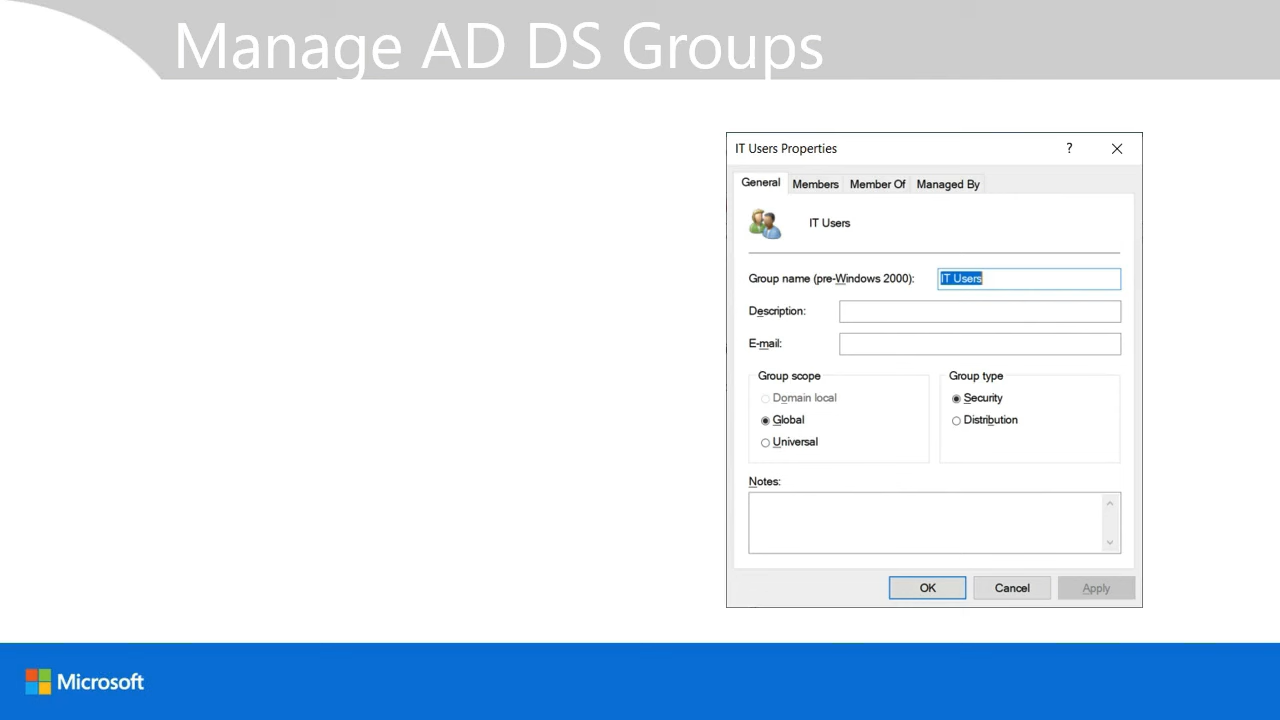 Manage AD DS Groups
IT Users Properties ?
General Members Member Of Managed By
IT Users
Group name (pre-Windows 2000): IT Users
Description:
E-mail:
Group scope Group type
Domain local Security
Global Distribution
Universal
Notes:
OK Cancel Apply
Microsoft